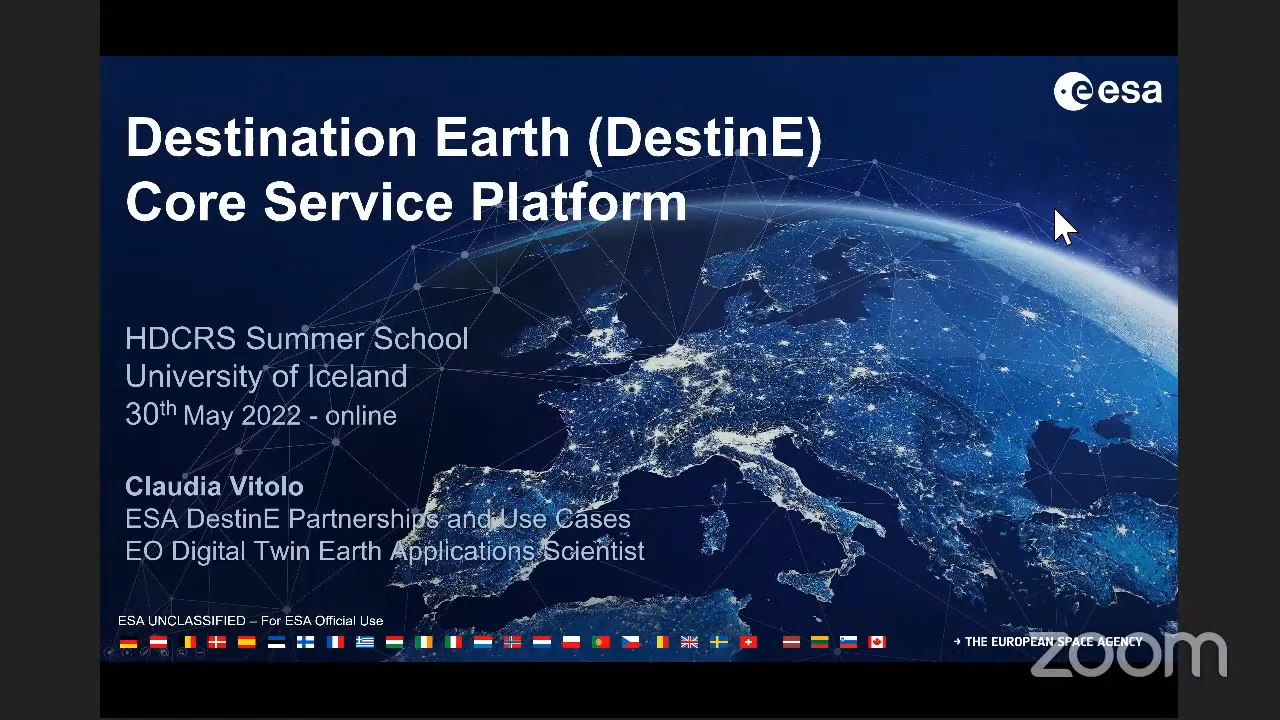 esa
Destination Earth (DestinE)
Core Service Platform
HDCRS Summer School
University of Iceland
30th May 2022 - online
Claudia Vitolo
ESA DestinE Partnerships and Use Cases
EO Digital Twin Earth Applications Scientist
ESA UNCLASSIFIED – For ESA Official Use
→ THE EUROPEAN SPACE AGENCY
zoom